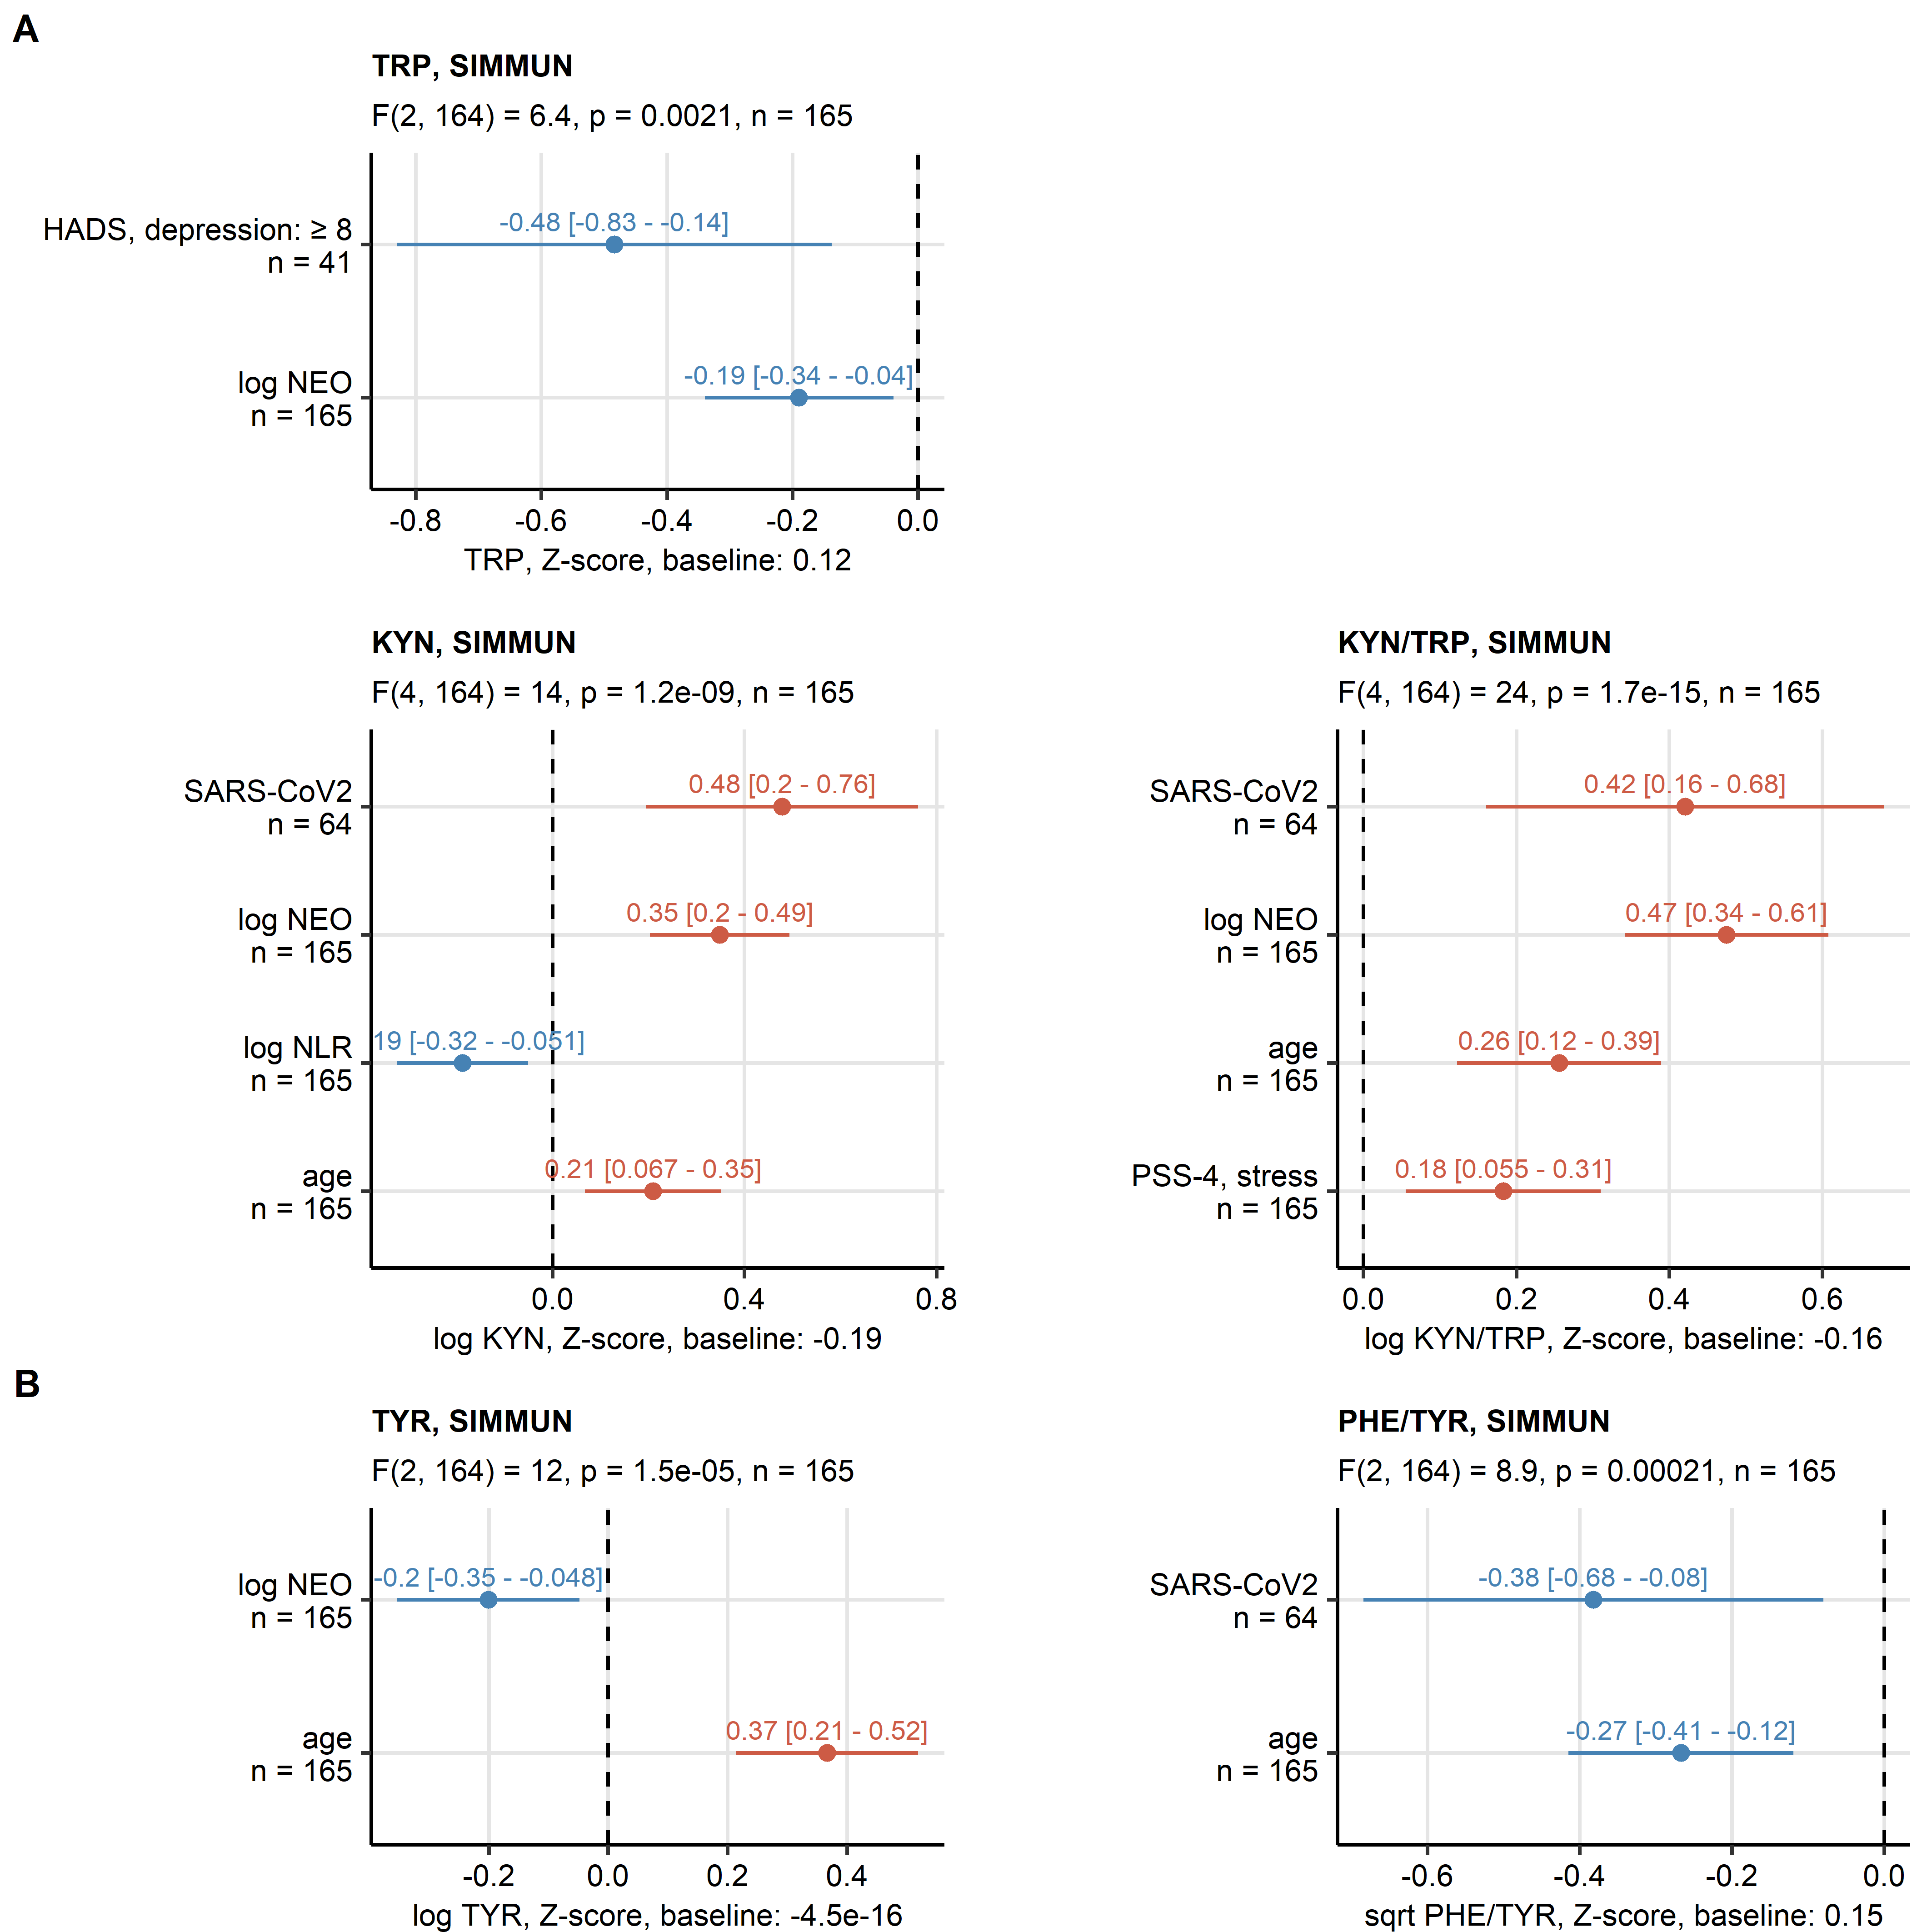 A
TRP, SIMMUN
F(2, 164) = 6.4, p = 0.0021, n = 165
HADS, depression: ≥ 8
n = 41
-0.48 [-0.83 - -0.14]
log NEO
n = 165
-0.19 [-0.34 - -0.04]
-0.8 -0.6 -0.4 -0.2 0.0
TRP, Z-score, baseline: 0.12
KYN, SIMMUN
F(4, 164) = 14, p = 1.2e-09, n = 165
SARS-CoV2
n = 64
0.48 [0.2 - 0.76]
log NEO
n = 165
0.35 [0.2 - 0.49]
log NLR
n = 165
19 [-0.32 - -0.051]
age
n = 165
0.21 [0.067 - 0.35]
0.0 0.4 0.8
log KYN, Z-score, baseline: -0.19
KYN/TRP, SIMMUN
F(4, 164) = 24, p = 1.7e-15, n = 165
SARS-CoV2
n = 64
0.42 [0.16 - 0.68]
log NEO
n = 165
0.47 [0.34 - 0.61]
age
n = 165
0.26 [0.12 - 0.39]
PSS-4, stress
n = 165
0.18 [0.055 - 0.31]
0.0 0.2 0.4 0.6
log KYN/TRP, Z-score, baseline: -0.16
B
TYR, SIMMUN
F(2, 164) = 12, p = 1.5e-05, n = 165
log NEO
n = 165
-0.2 [-0.35 - -0.048]
age
n = 165
0.37 [0.21 - 0.52]
-0.2 0.0 0.2 0.4
log TYR, Z-score, baseline: -4.5e-16
PHE/TYR, SIMMUN
F(2, 164) = 8.9, p = 0.00021, n = 165
SARS-CoV2
n = 64
-0.38 [-0.68 - -0.08]
age
n = 165
-0.27 [-0.41 - -0.12]
-0.6 -0.4 -0.2 0.0
sqrt PHE/TYR, Z-score, baseline: 0.15